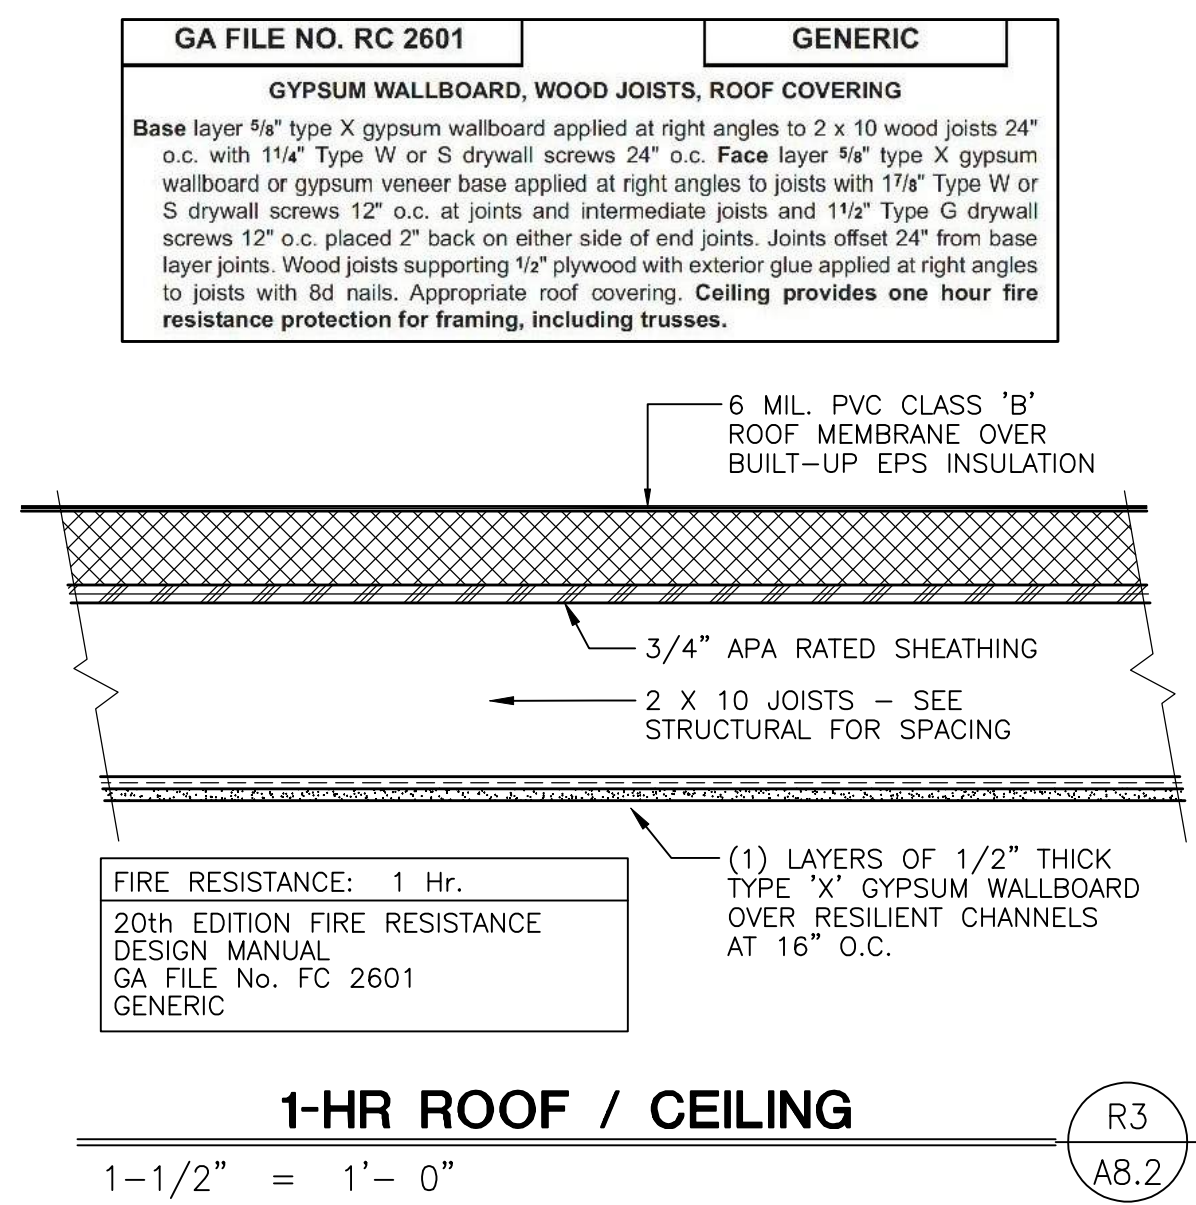 GA FILE NO. RC 2601
GENERIC
GYPSUM WALLBOARD, WOOD JOISTS, ROOF COVERING
Base layer 5/8" type X gypsum wallboard applied at right angles to 2 x 10 wood joists 24"
o.c. with 11/4" Type W or S drywall screws 24" o.c. Face layer 5/8" type X gypsum
wallboard or gypsum veneer base applied at right angles to joists with 17/8" Type W or
S drywall screws 12" o.c. at joints and intermediate joists and 11/2" Type G drywall
screws 12" o.c. placed 2" back on either side of end joints. Joints offset 24" from base
layer joints. Wood joists supporting 1/2" plywood with exterior glue applied at right angles
to joists with 8d nails. Appropriate roof covering. Ceiling provides one hour fire
resistance protection for framing, including trusses.
6 MIL. PVC CLASS 'B'
ROOF MEMBRANE OVER
BUILT-UP EPS INSULATION
3/4" APA RATED SHEATHING
2 X 10 JOISTS - SEE
STRUCTURAL FOR SPACING
(1) LAYERS OF 1/2" THICK
TYPE 'X' GYPSUM WALLBOARD
OVER RESILIENT CHANNELS
AT 16" O.C.
FIRE RESISTANCE: 1 Hr.
20th EDITION FIRE RESISTANCE
DESIGN MANUAL
GA FILE No. FC 2601
GENERIC
1-HR ROOF / CEILING
1-1/2" = 1'- 0"
R3
A8.2